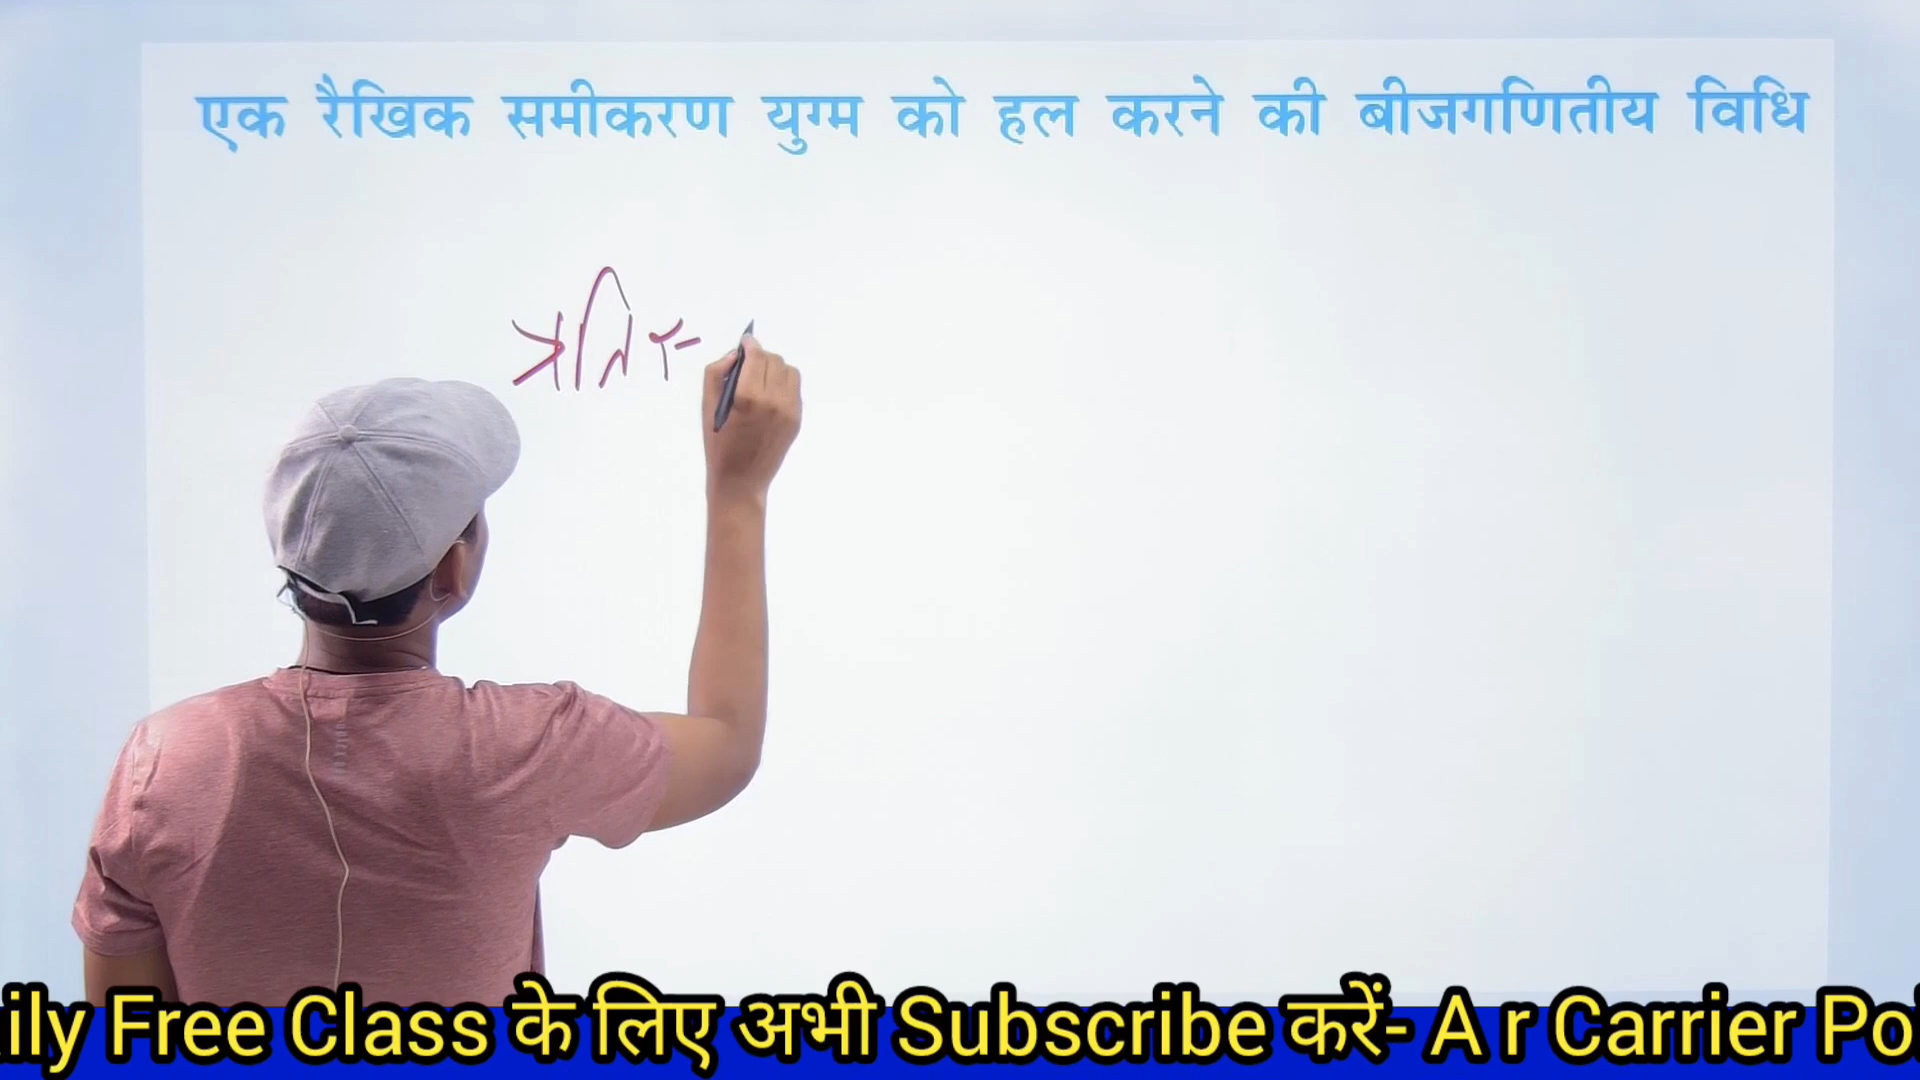 एक रैखिक समीकरण युग्म को हल करने की बीजगणितीय विधि
ily Free Class के लिए अभी Subscribe करें- A r Carrier Po